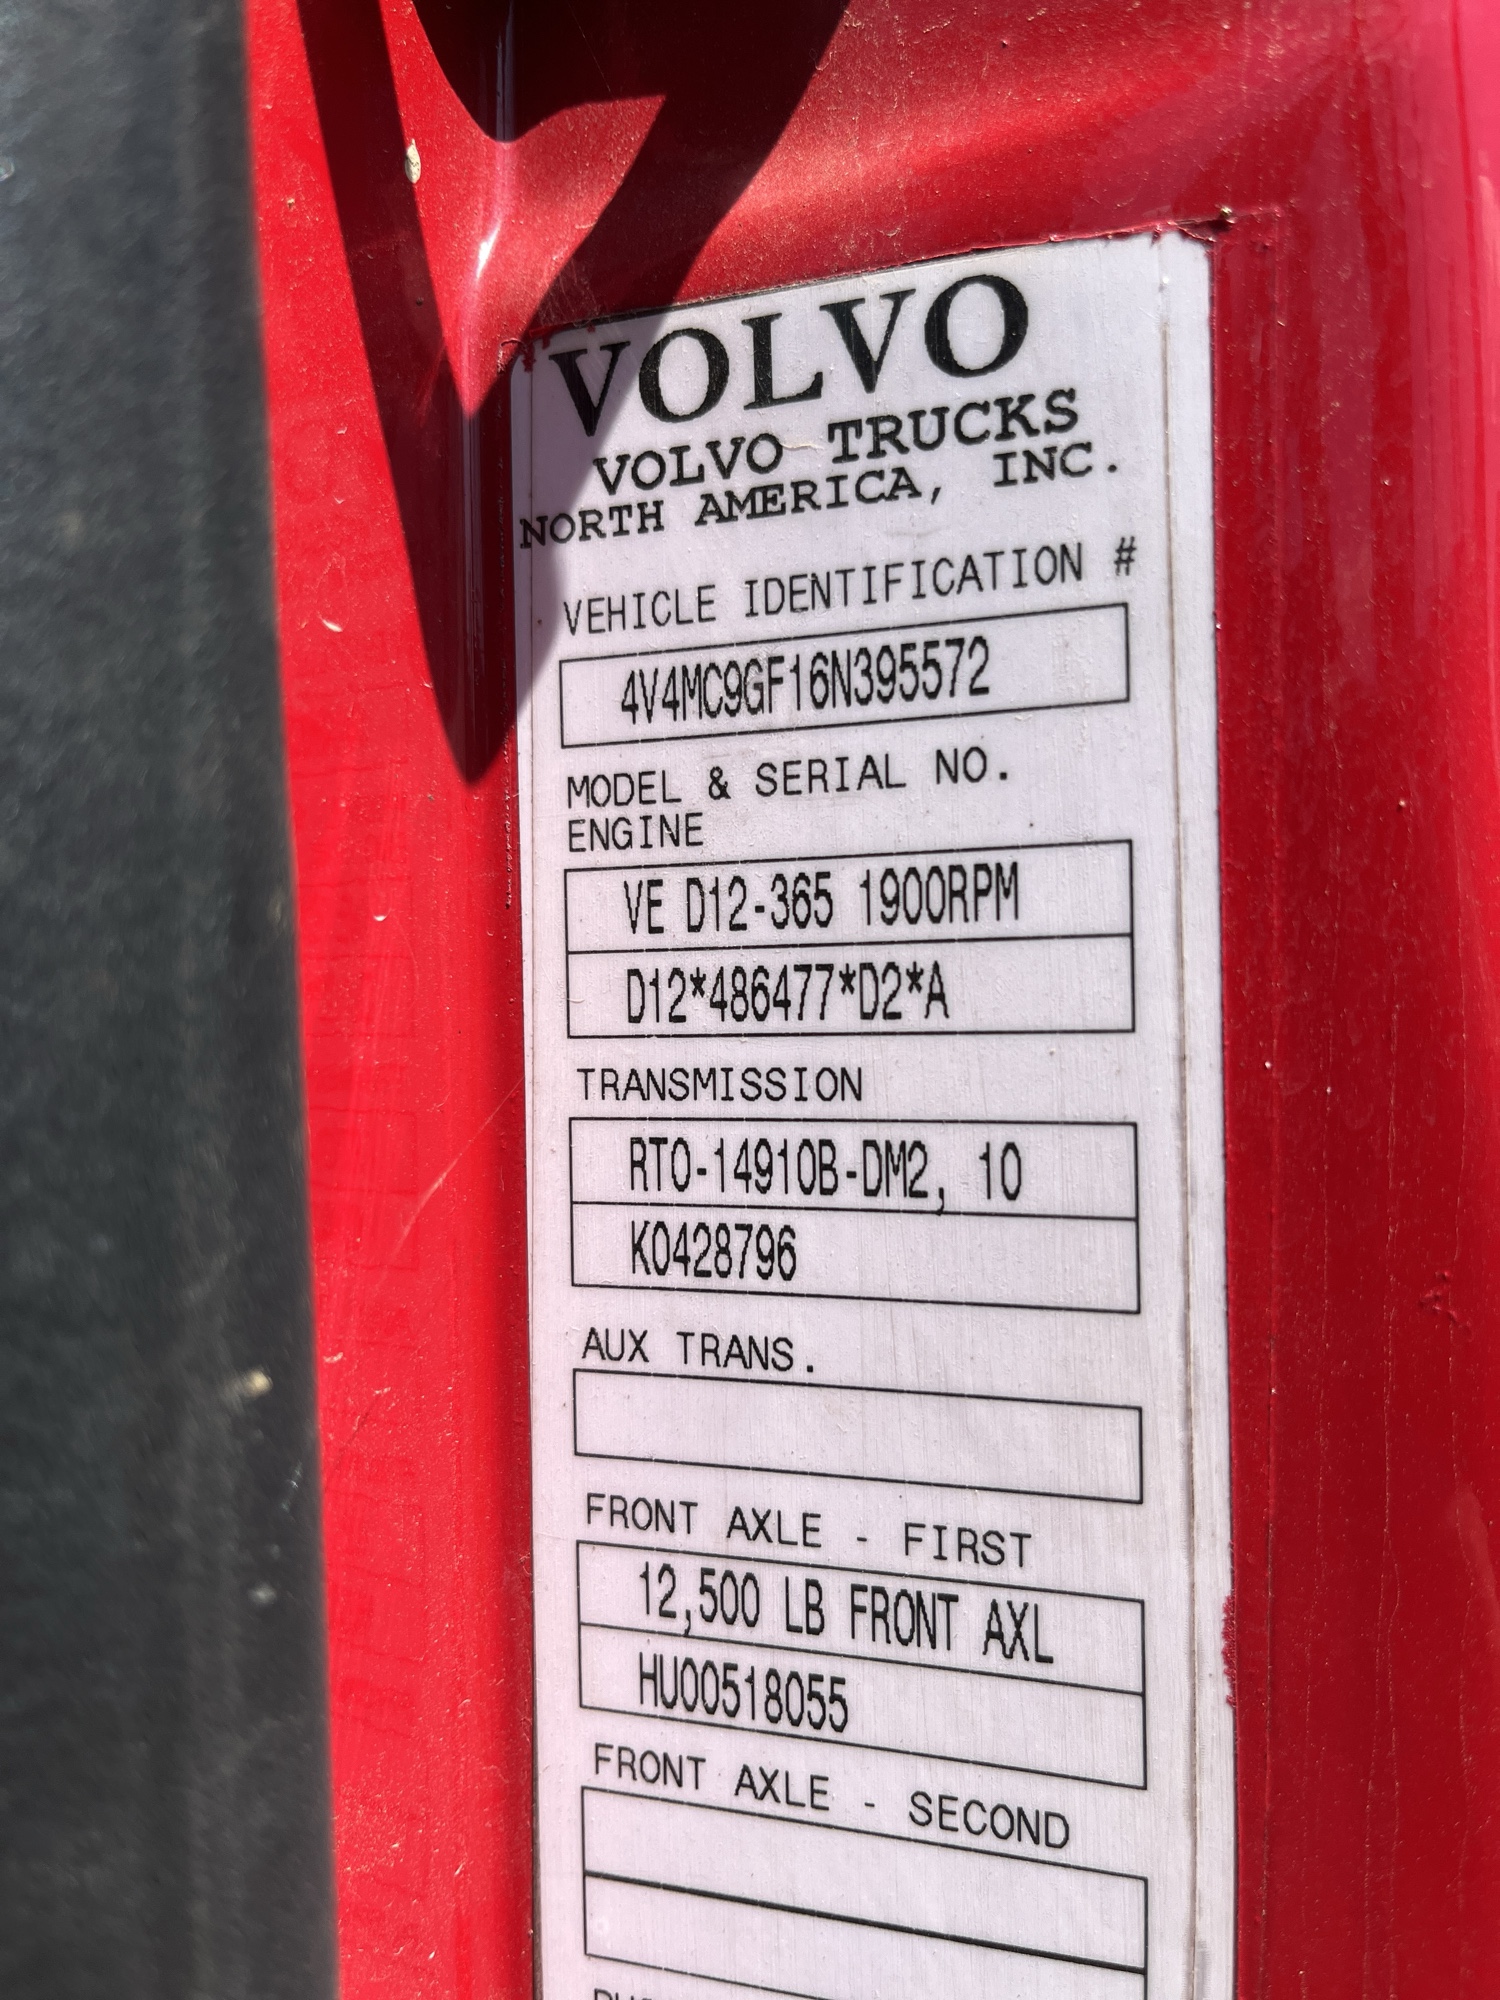 VOLVO
VOLVO TRUCKS
NORTH AMERICA, INC.
VEHICLE IDENTIFICATION #
4V4MC9GF16N395572
MODEL & SERIAL NO.
ENGINE
VE D12-365 1900RPM
D12*486477*D2*A
TRANSMISSION
RTO-14910B-DM2, 10
K0428796
AUX TRANS.
FRONT AXLE - FIRST
12,500 LB FRONT AXL
HU00518055
FRONT AXLE - SECOND